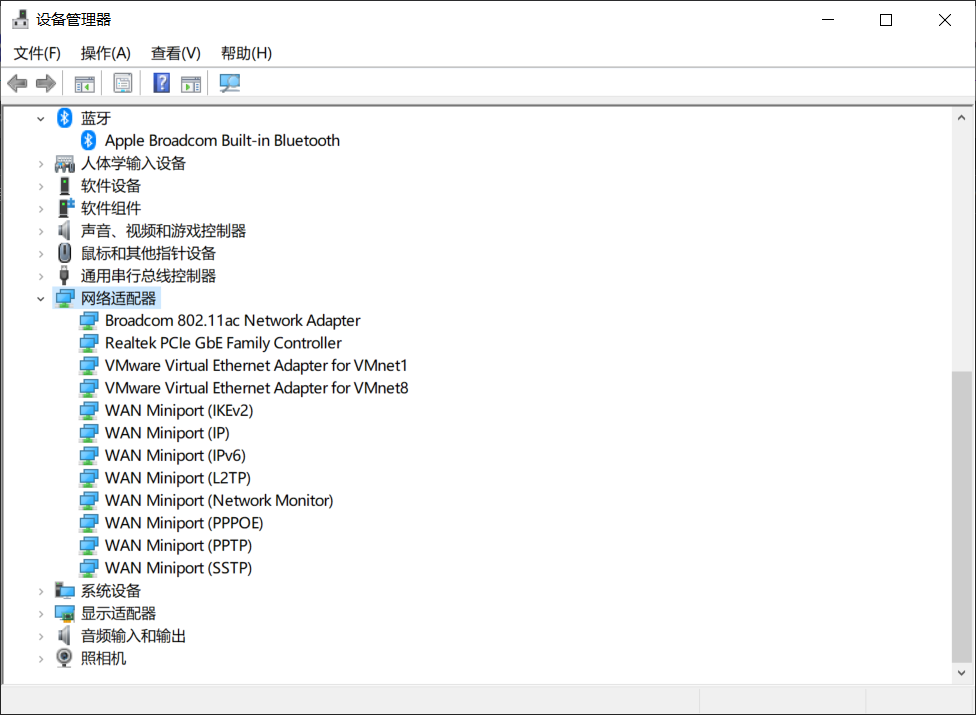 设备管理器
文件(F) 操作(A) 查看(V) 帮助(H)
蓝牙
Apple Broadcom Built-in Bluetooth
人体学输入设备
软件设备
软件组件
声音、视频和游戏控制器
鼠标和其他指针设备
通用串行总线控制器
网络适配器
Broadcom 802.11ac Network Adapter
Realtek PCIe GbE Family Controller
VMware Virtual Ethernet Adapter for VMnet1
VMware Virtual Ethernet Adapter for VMnet8
WAN Miniport (IKEv2)
WAN Miniport (IP)
WAN Miniport (IPv6)
WAN Miniport (L2TP)
WAN Miniport (Network Monitor)
WAN Miniport (PPPOE)
WAN Miniport (PPTP)
WAN Miniport (SSTP)
系统设备
显示适配器
音频输入和输出
照相机